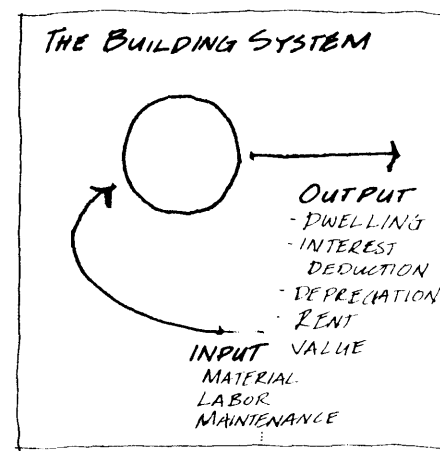 THE BUILDING SYSTEM
OUTPUT
- DWELLING
- INTEREST
DEDUCTION
- DEPRECIATION
- RENT
VALUE
INPUT
MATERIAL
LABOR
MAINTENANCE